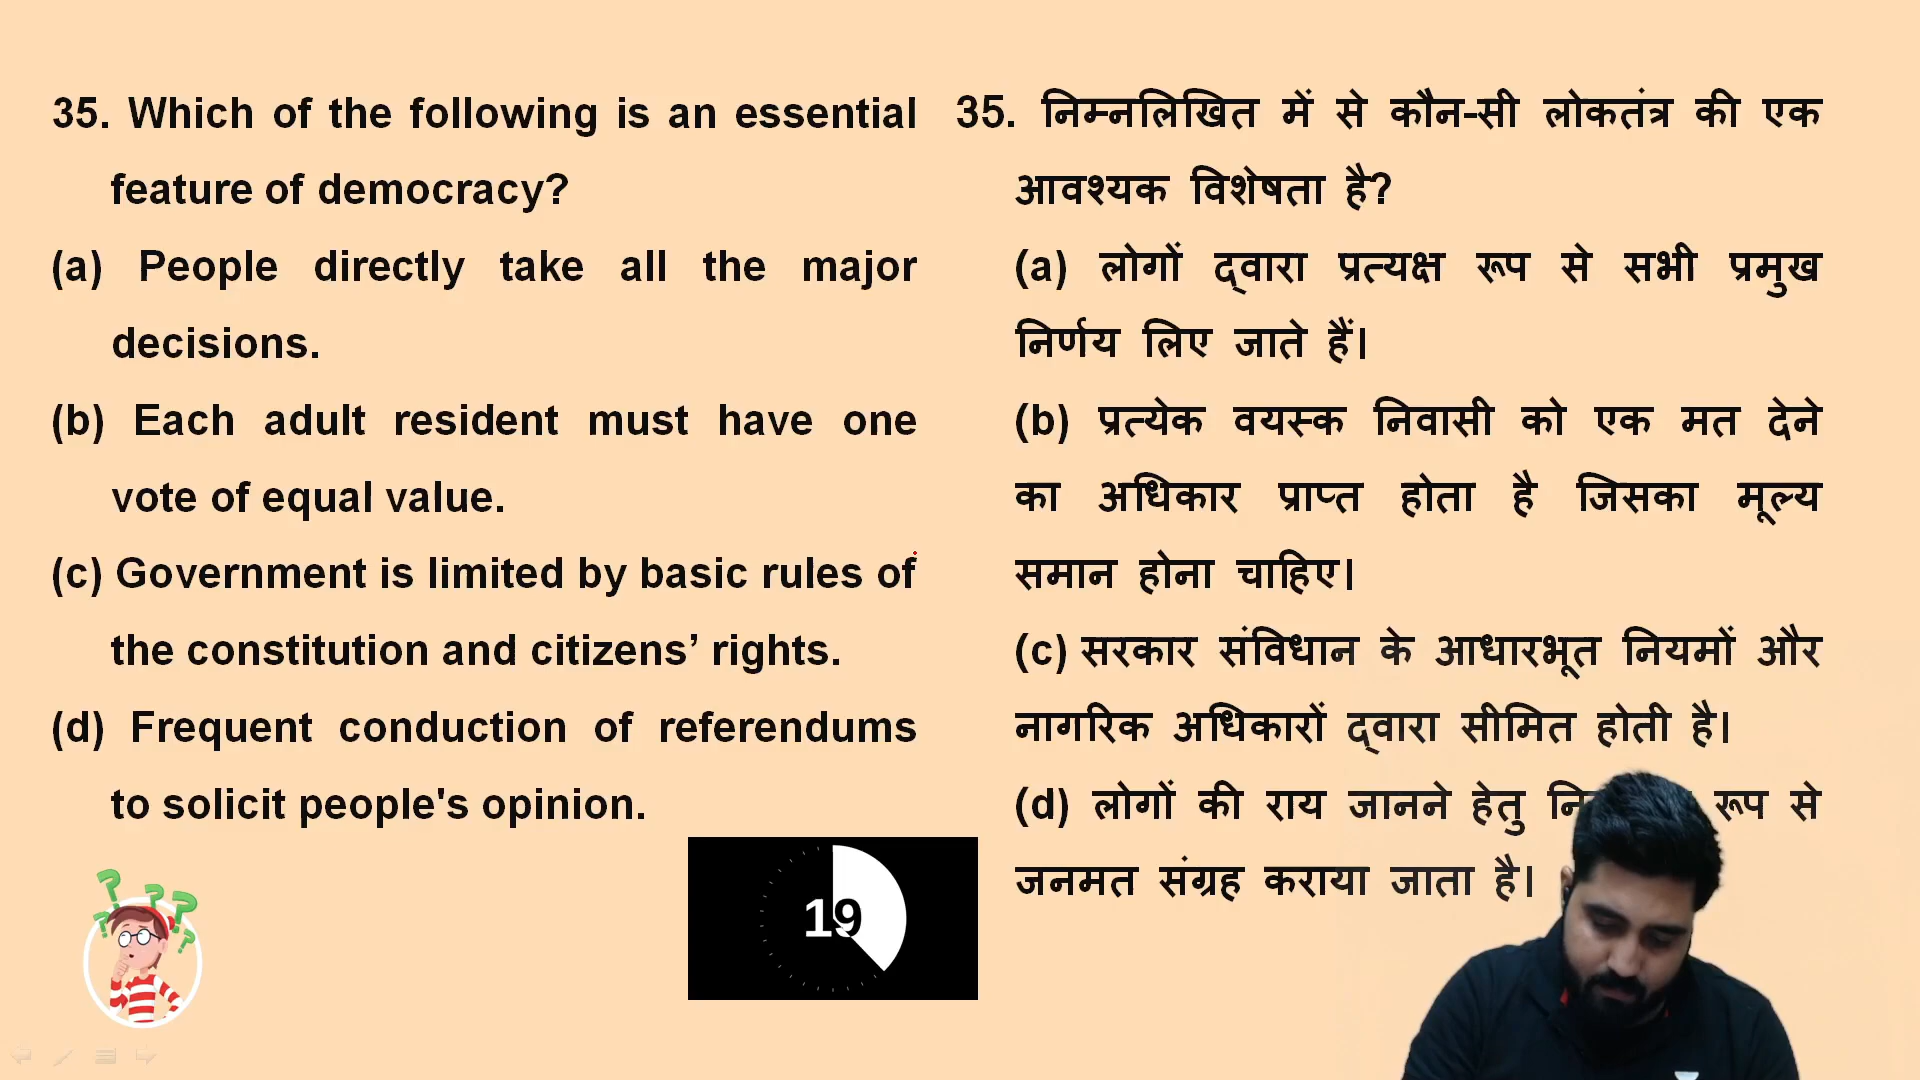 35. Which of the following is an essential
feature of democracy?
(a) People directly take all the major
decisions.
(b) Each adult resident must have one
vote of equal value.
(c) Government is limited by basic rules of
the constitution and citizens’ rights.
(d) Frequent conduction of referendums
to solicit people's opinion.
35. निम्नलिखित में से कौन-सी लोकतंत्र की एक
आवश्यक विशेषता है?
(a) लोगों द्वारा प्रत्यक्ष रूप से सभी प्रमुख
निर्णय लिए जाते हैं।
(b) प्रत्येक वयस्क निवासी को एक मत देने
का अधिकार प्राप्त होता है जिसका मूल्य
समान होना चाहिए।
(c) सरकार संविधान के आधारभूत नियमों और
नागरिक अधिकारों द्वारा सीमित होती है।
(d) लोगों की राय जानने हेतु रूप से
जनमत संग्रह कराया जाता है।
19